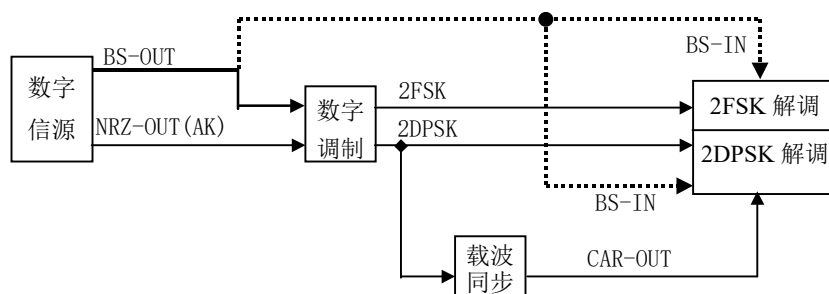 BS-OUT
BS-IN
数字
信源
NRZ-OUT(AK)
数字
调制
2FSK
2DPSK
2FSK 解调
2DPSK 解调
BS-IN
载波
同步
CAR-OUT